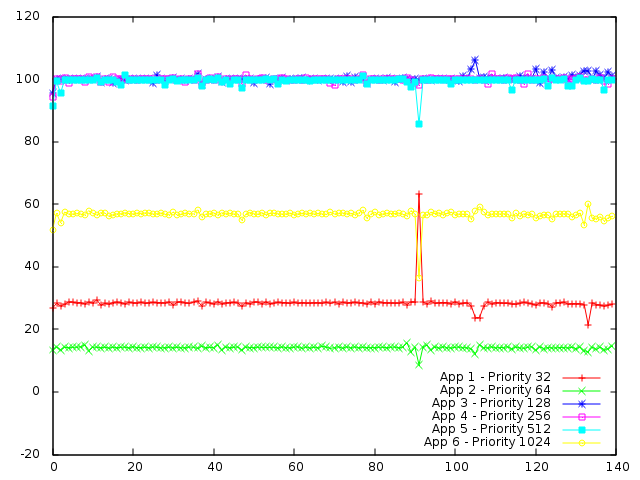 120
100
80
60
40
20
0
-20
0 20 40 60 80 100 120 140
App 1 - Priority 32
App 2 - Priority 64
App 3 - Priority 128
App 4 - Priority 256
App 5 - Priority 512
App 6 - Priority 1024